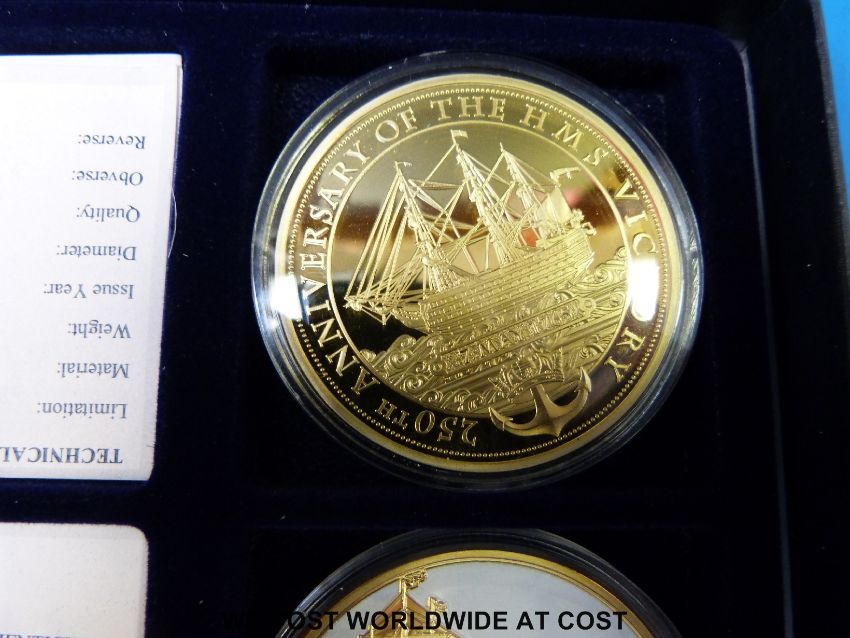 250TH ANNIVERSARY OF THE HMS VICTORY
TECHNICAL
Limitation:
Material:
Weight:
Issue Year:
Diameter:
Quality:
Obverse:
Reverse:
POST WORLDWIDE AT COST